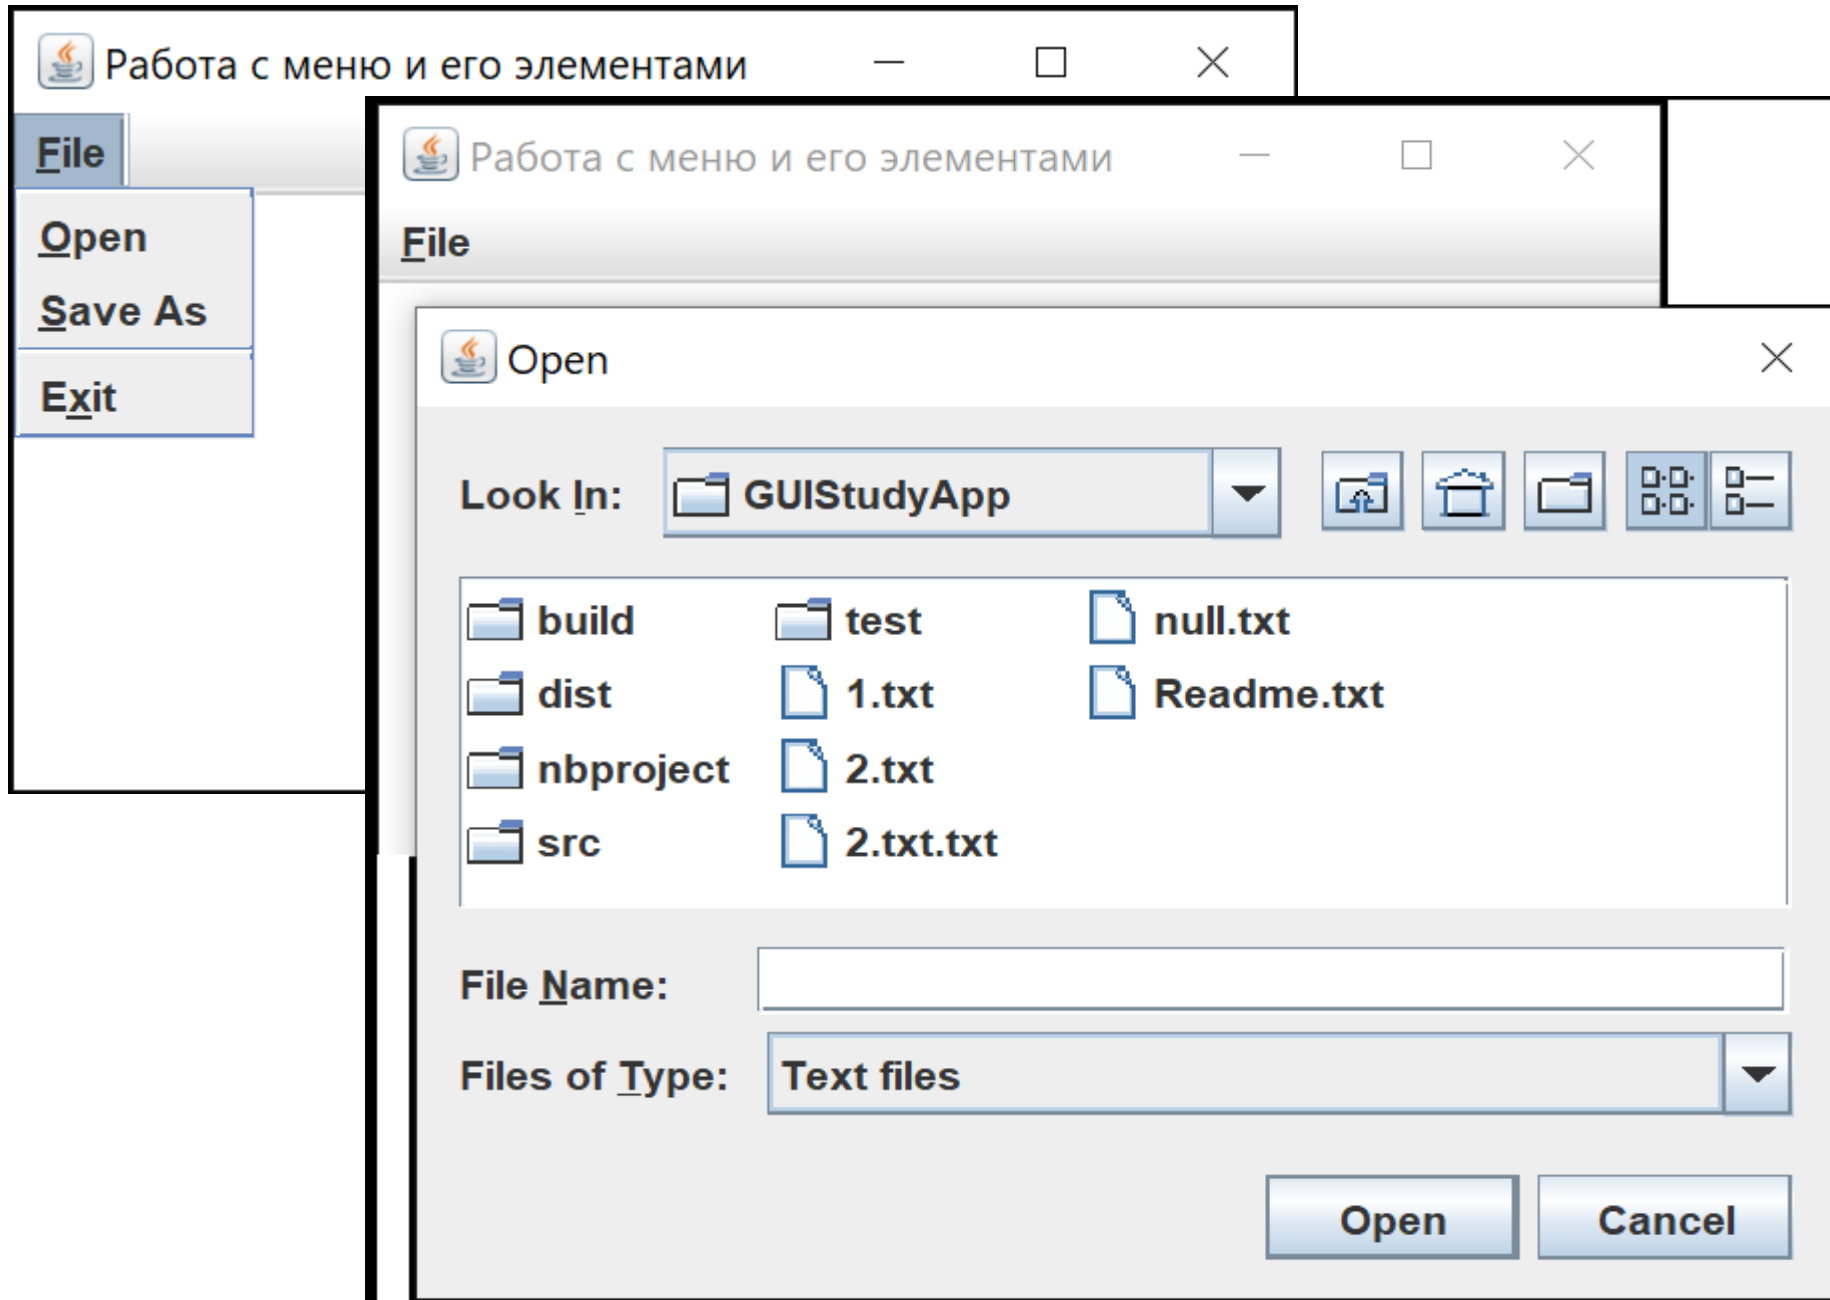 Работа с меню и его элементами
File
Open
Save As
Exit
Работа с меню и его элементами
File
Open
Look In: GUIStudyApp
build test null.txt
dist 1.txt Readme.txt
nbproject 2.txt
src 2.txt.txt
File Name:
Files of Type: Text files
Open Cancel